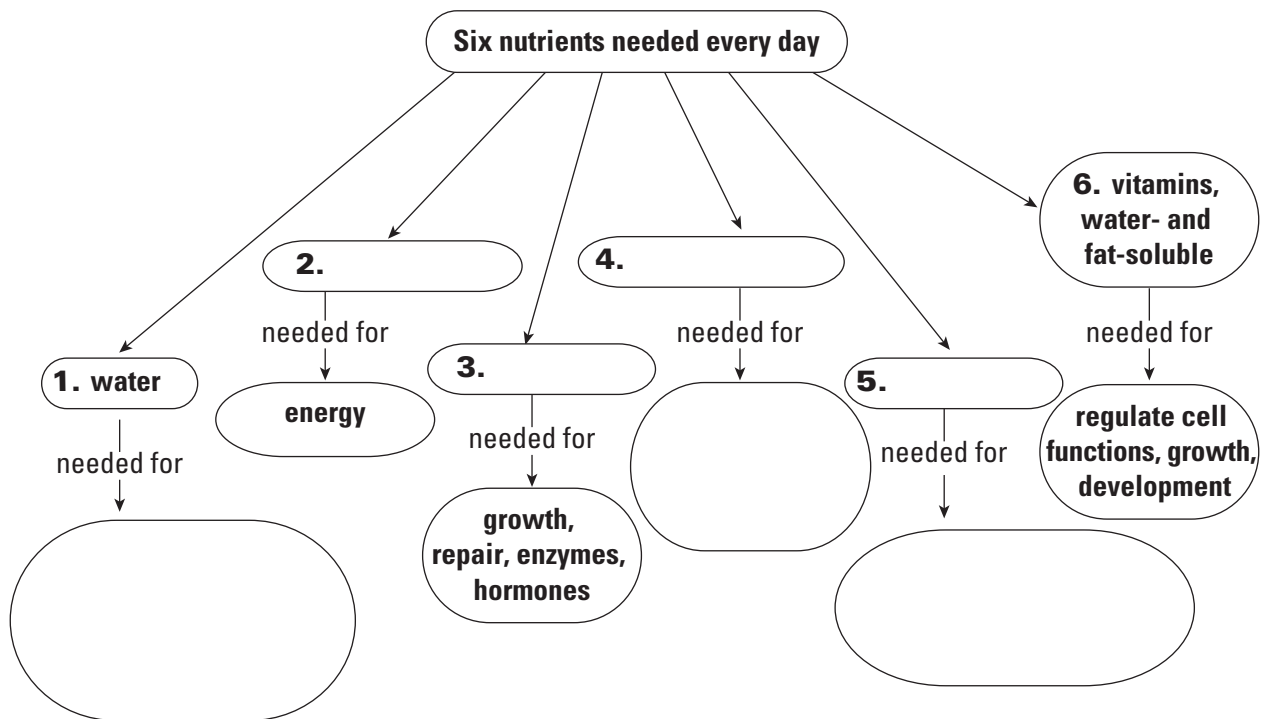 Six nutrients needed every day
1. water
needed for
2.
needed for
energy
3.
needed for
growth,
repair, enzymes,
hormones
4.
needed for
5.
needed for
6. vitamins,
water- and
fat-soluble
needed for
regulate cell
functions, growth,
development